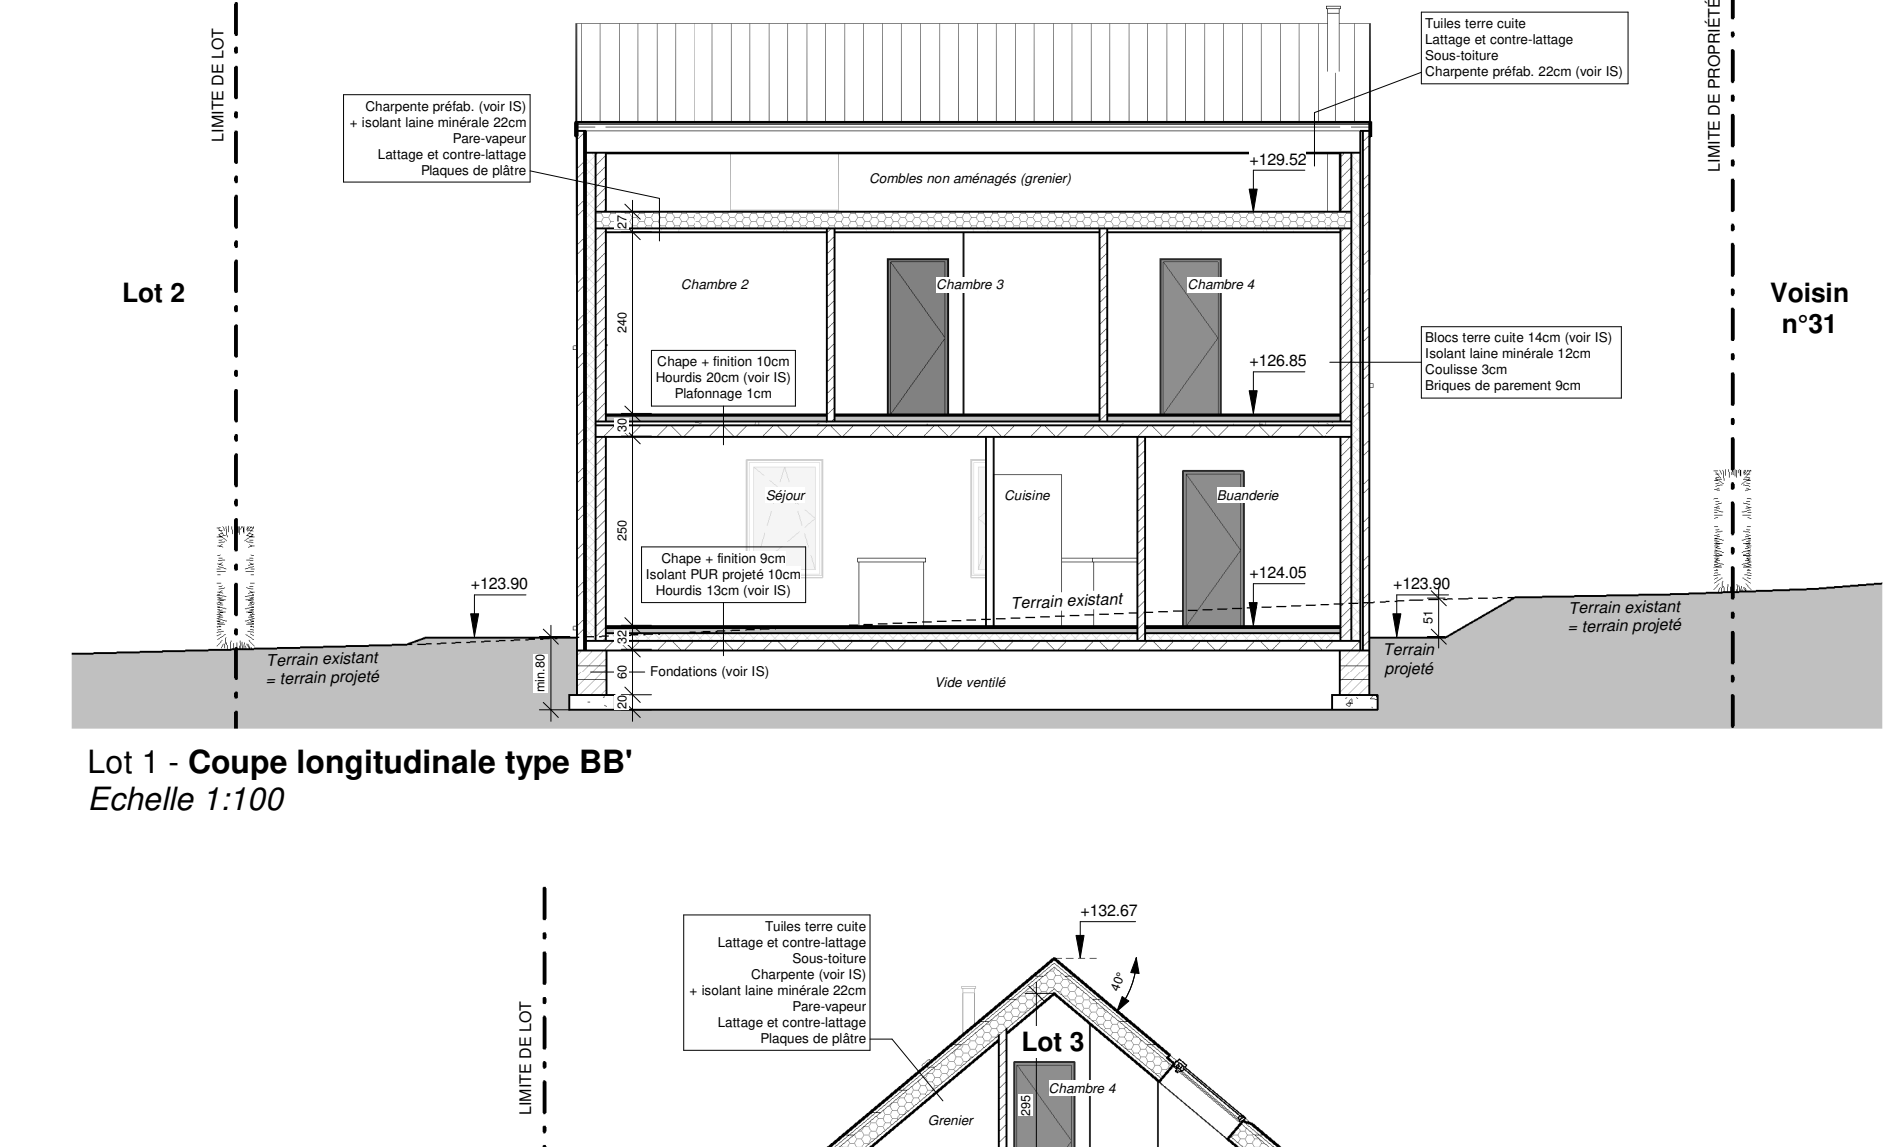 LIMITE DE LOT
LIMITE DE PROPRIÉTÉ
Tuiles terre cuite
Lattage et contre-lattage
Sous-toiture
Charpente préfab. 22cm (voir IS)
Charpente préfab. (voir IS)
+ isolant laine minérale 22cm
Pare-vapeur
Lattage et contre-lattage
Plaques de plâtre
+129.52
Combles non aménagés (grenier)
27
Lot 2
Chambre 2
Chambre 3
Chambre 4
Voisin
n°31
240
Blocs terre cuite 14cm (voir IS)
Isolant laine minérale 12cm
Coulisse 3cm
Briques de parement 9cm
Chape + finition 10cm
Hourdis 20cm (voir IS)
Plafonnage 1cm
+126.85
30
Séjour
Cuisine
Buanderie
250
Chape + finition 9cm
Isolant PUR projeté 10cm
Hourdis 13cm (voir IS)
+123.90
+124.05
+123.90
Terrain existant
51
Terrain existant
= terrain projeté
32
Terrain existant
= terrain projeté
min.80
60
Fondations (voir IS)
Vide ventilé
Terrain
projeté
20
Lot 1 - Coupe longitudinale type BB'
Echelle 1:100
+132.67
Tuiles terre cuite
Lattage et contre-lattage
Sous-toiture
Charpente (voir IS)
+ isolant laine minérale 22cm
Pare-vapeur
Lattage et contre-lattage
Plaques de plâtre
40°
LIMITE DE LOT
Lot 3
Chambre 4
295
Grenier